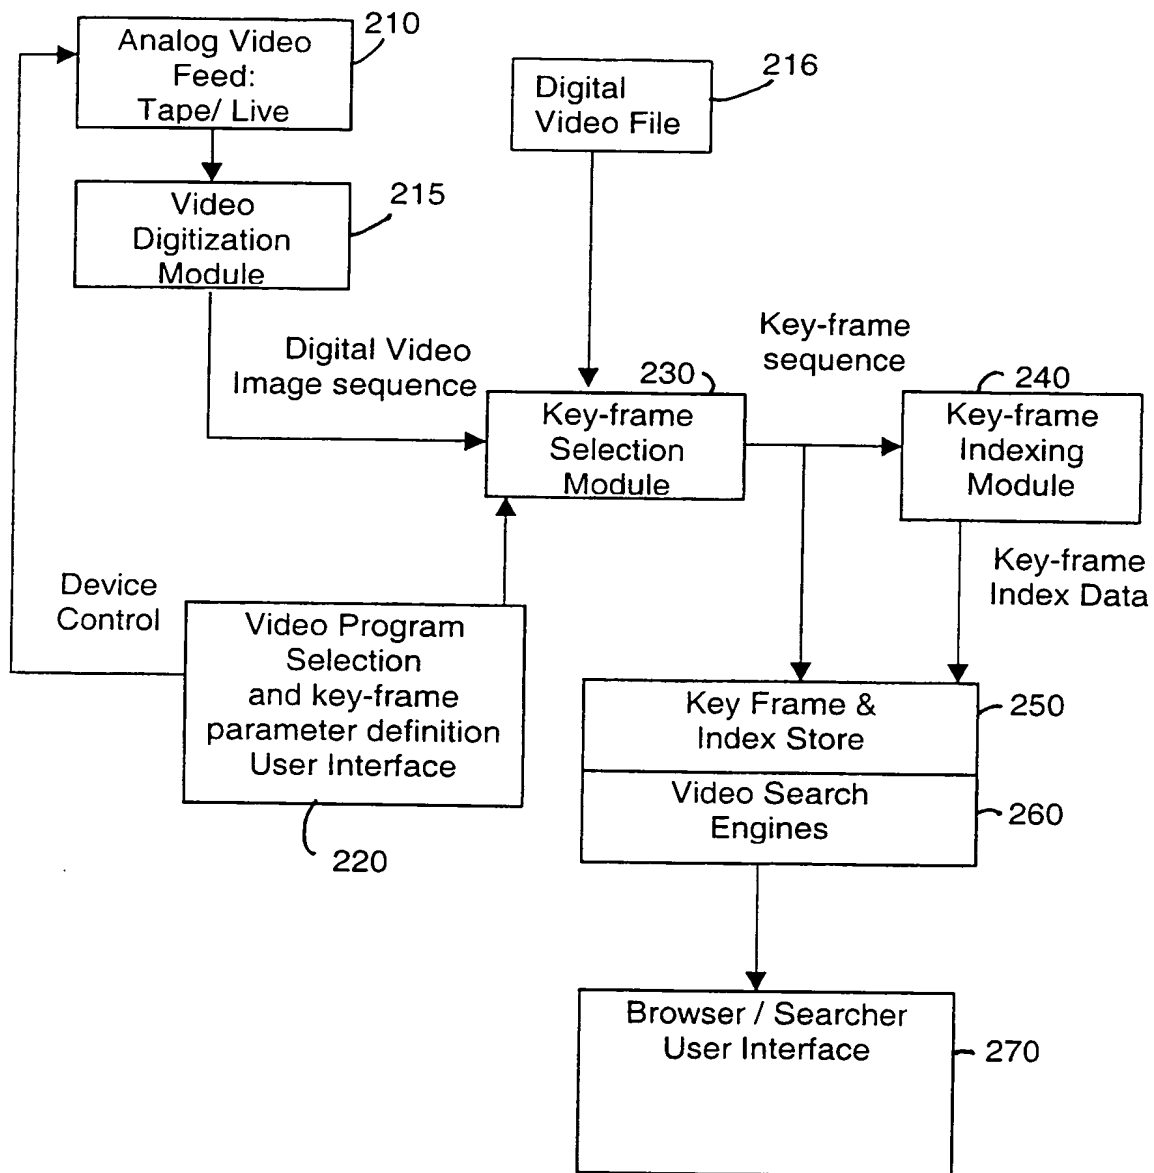 210
Analog Video
Feed:
Tape/ Live
216
Digital
Video File
215
Video
Digitization
Module
Key-frame
sequence
Digital Video
Image sequence
230
240
Key-frame
Selection
Module
Key-frame
Indexing
Module
Key-frame
Index Data
Device
Control
Video Program
Selection
and key-frame
parameter definition
User Interface
220
Key Frame &
Index Store
250
Video Search
Engines
260
Browser / Searcher
User Interface
270